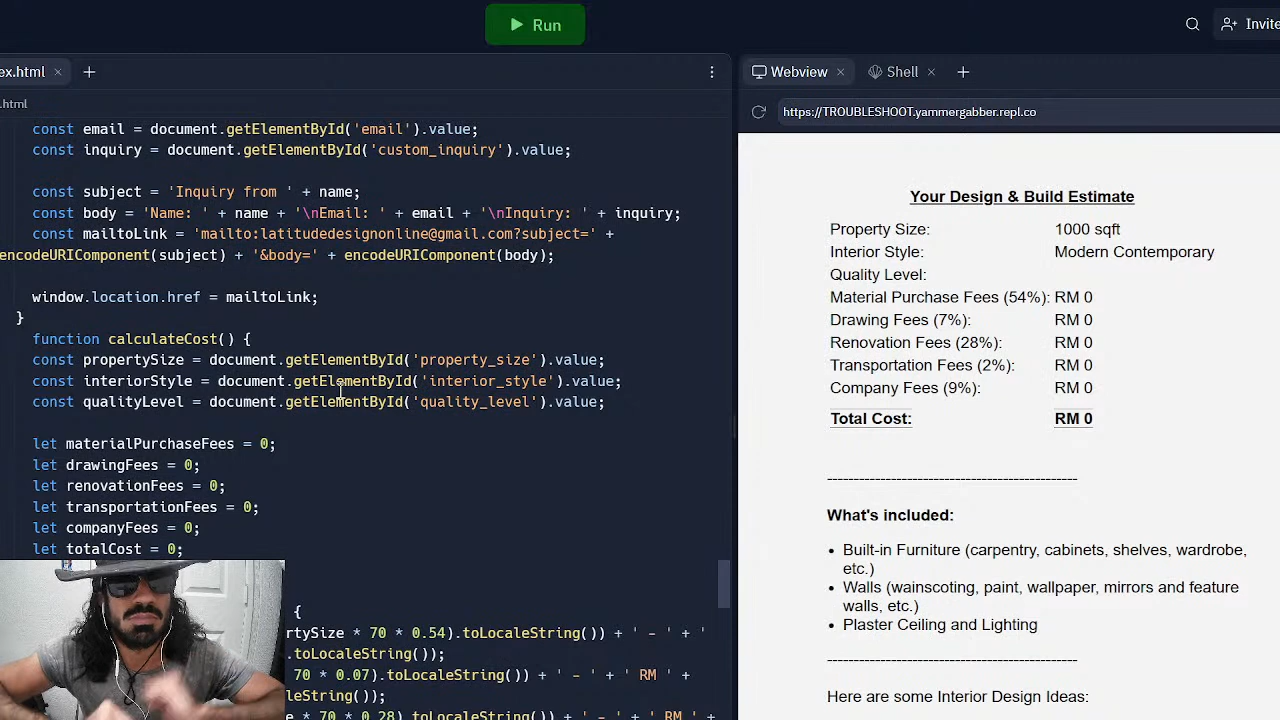 Run
Invite
ex.html
Webview
Shell
.html
https://TROUBLESHOOT.yammergabber.repl.co
const email = document.getElementById('email').value;
const inquiry = document.getElementById('custom_inquiry').value;
const subject = 'Inquiry from ' + name;
const body = 'Name: ' + name + '\nEmail: ' + email + '\nInquiry: ' + inquiry;
const mailtoLink = 'mailto:latitudedesignonline@gmail.com?subject=' +
encodeURIComponent(subject) + '&body=' + encodeURIComponent(body);
window.location.href = mailtoLink;
}
function calculateCost() {
const propertySize = document.getElementById('property_size').value;
const interiorStyle = document.getElementById('interior_style').value;
const qualityLevel = document.getElementById('quality_level').value;
let materialPurchaseFees = 0;
let drawingFees = 0;
let renovationFees = 0;
let transportationFees = 0;
let companyFees = 0;
let totalCost = 0;
{
rtySize * 70 * 0.54).toLocaleString()) + ' - ' + '
.toLocaleString());
70 * 0.07).toLocaleString()) + ' - ' + ' RM ' +
leString());
e * 70 * 0.28).toLocaleString()) + ' - ' + ' RM ' +
Your Design & Build Estimate
Property Size: 1000 sqft
Interior Style: Modern Contemporary
Quality Level:
Material Purchase Fees (54%): RM 0
Drawing Fees (7%): RM 0
Renovation Fees (28%): RM 0
Transportation Fees (2%): RM 0
Company Fees (9%): RM 0
Total Cost: RM 0
----------------------------------------------
What's included:
• Built-in Furniture (carpentry, cabinets, shelves, wardrobe,
etc.)
• Walls (wainscoting, paint, wallpaper, mirrors and feature
walls, etc.)
• Plaster Ceiling and Lighting
----------------------------------------------
Here are some Interior Design Ideas: